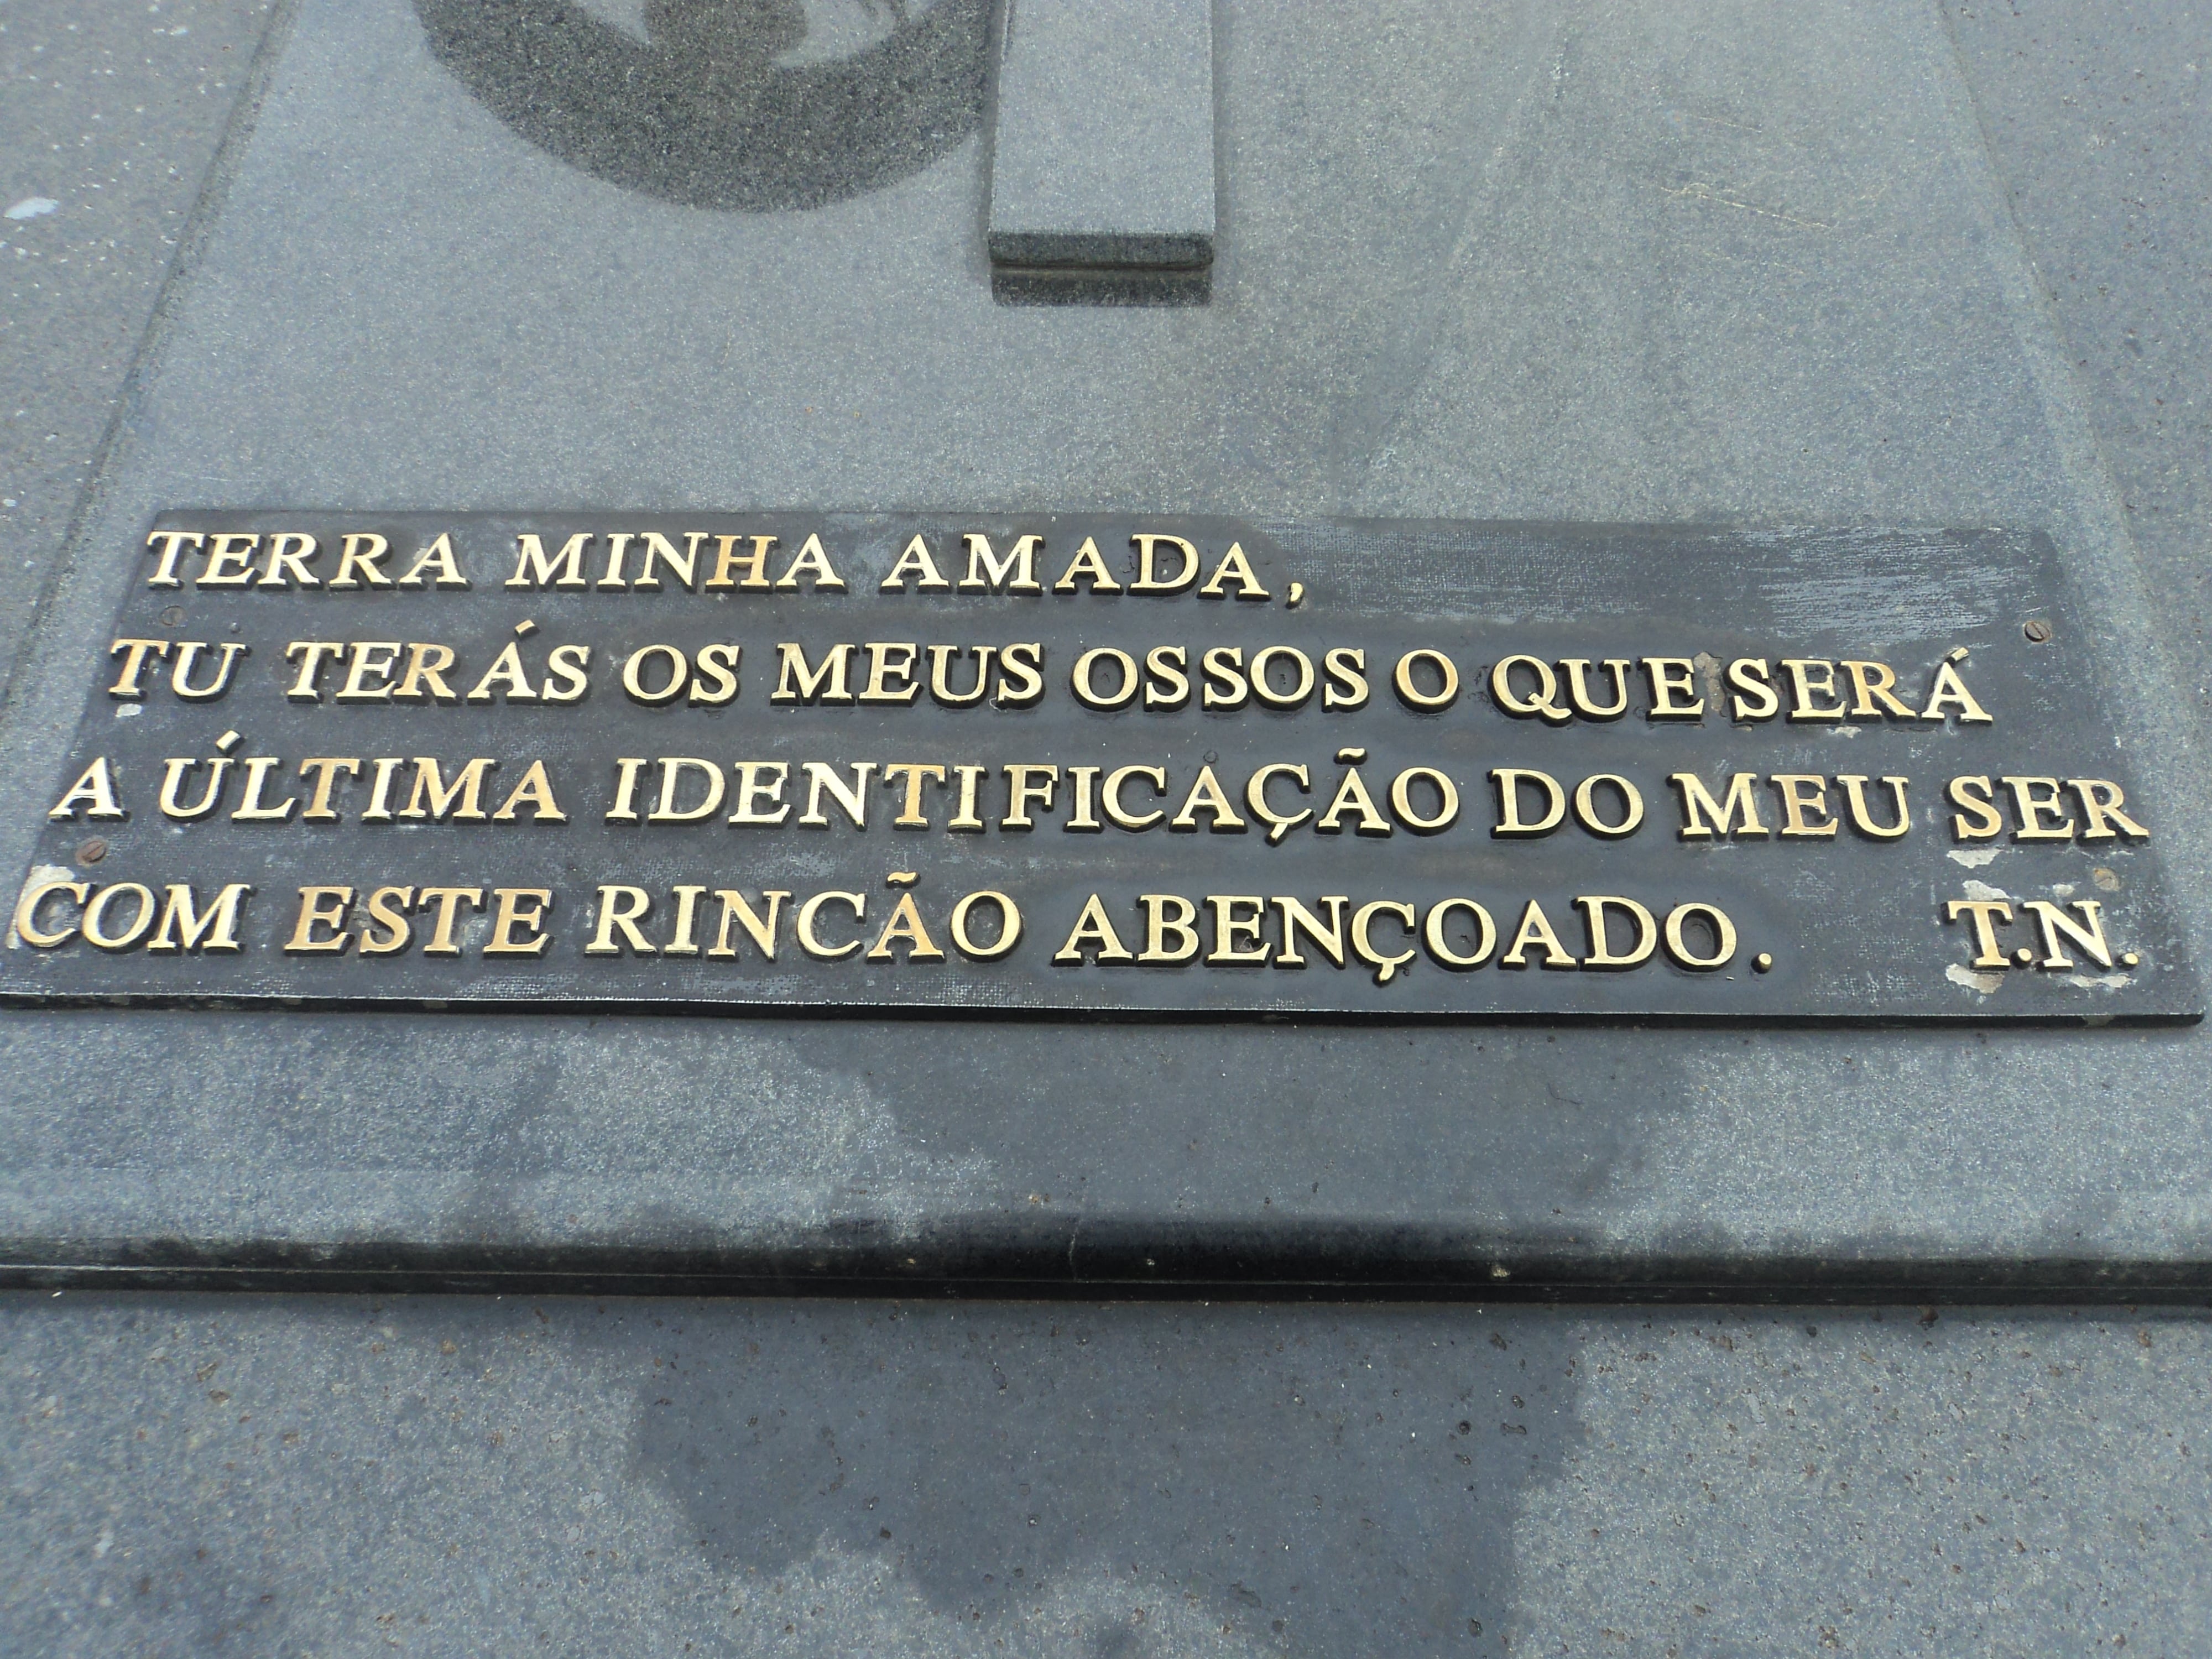 TERRA MINHA AMADA,
TU TERÁS OS MEUS OSSOS O QUE SERÁ
A ÚLTIMA IDENTIFICAÇÃO DO MEU SER
COM ESTE RINCÃO ABENÇOADO. T.N.